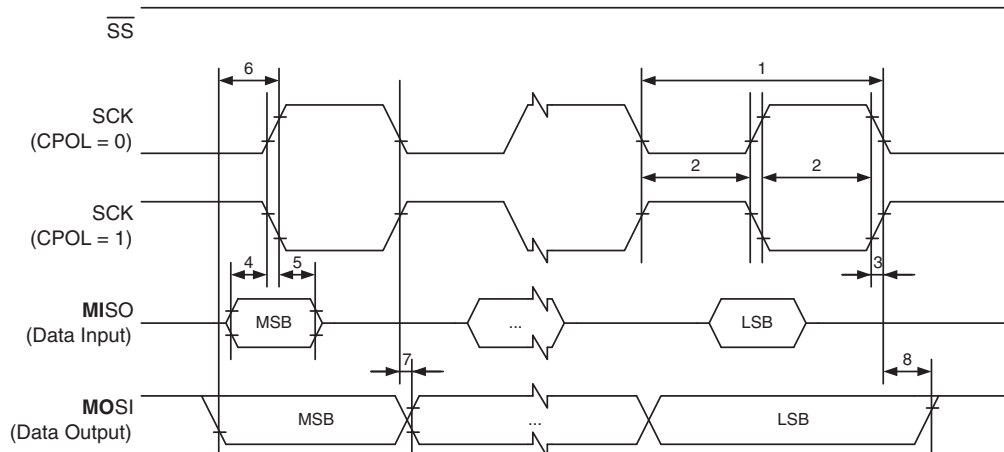 SS
6
1
SCK
(CPOL = 0)
2
2
SCK
(CPOL = 1)
4
5
3
MISO
(Data Input)
MSB
...
LSB
7
8
MOSI
(Data Output)
MSB
...
LSB